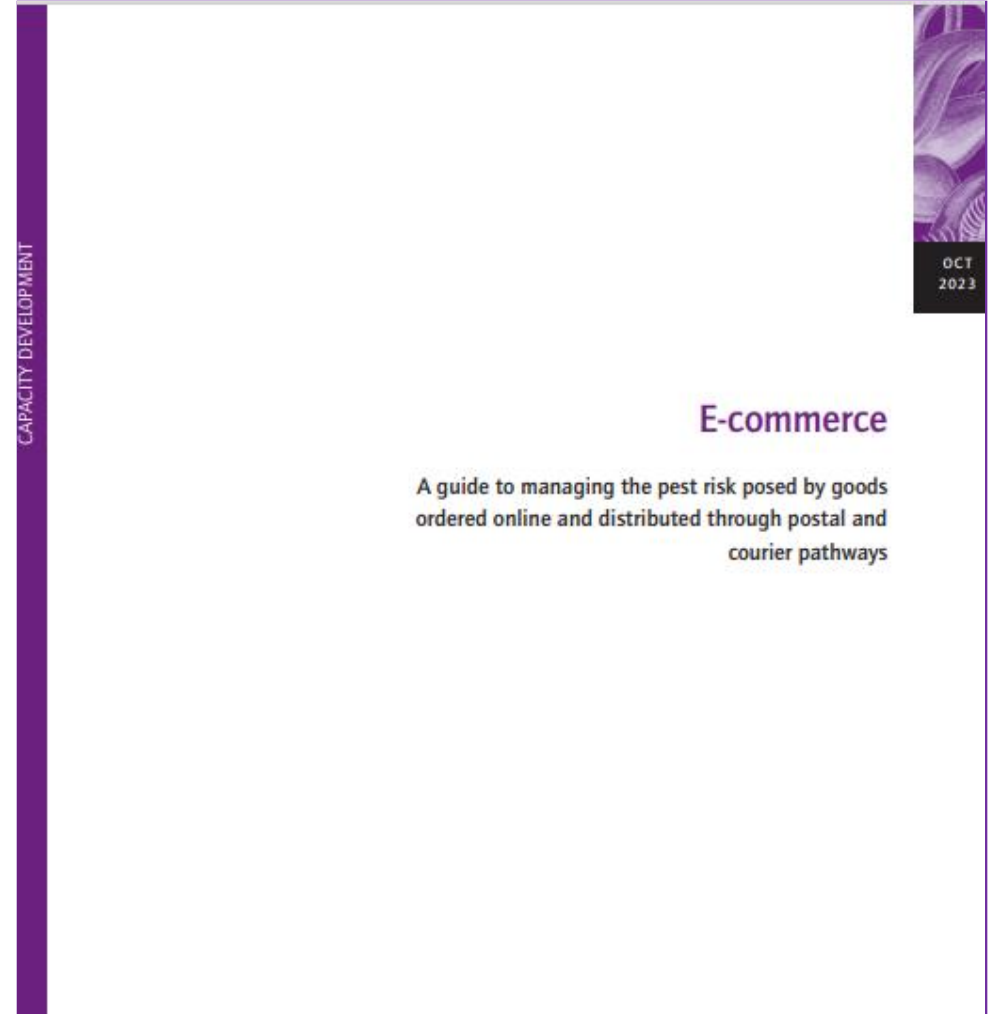 CAPACITY DEVELOPMENT
OCT
2023
E-commerce
A guide to managing the pest risk posed by goods
ordered online and distributed through postal and
courier pathways